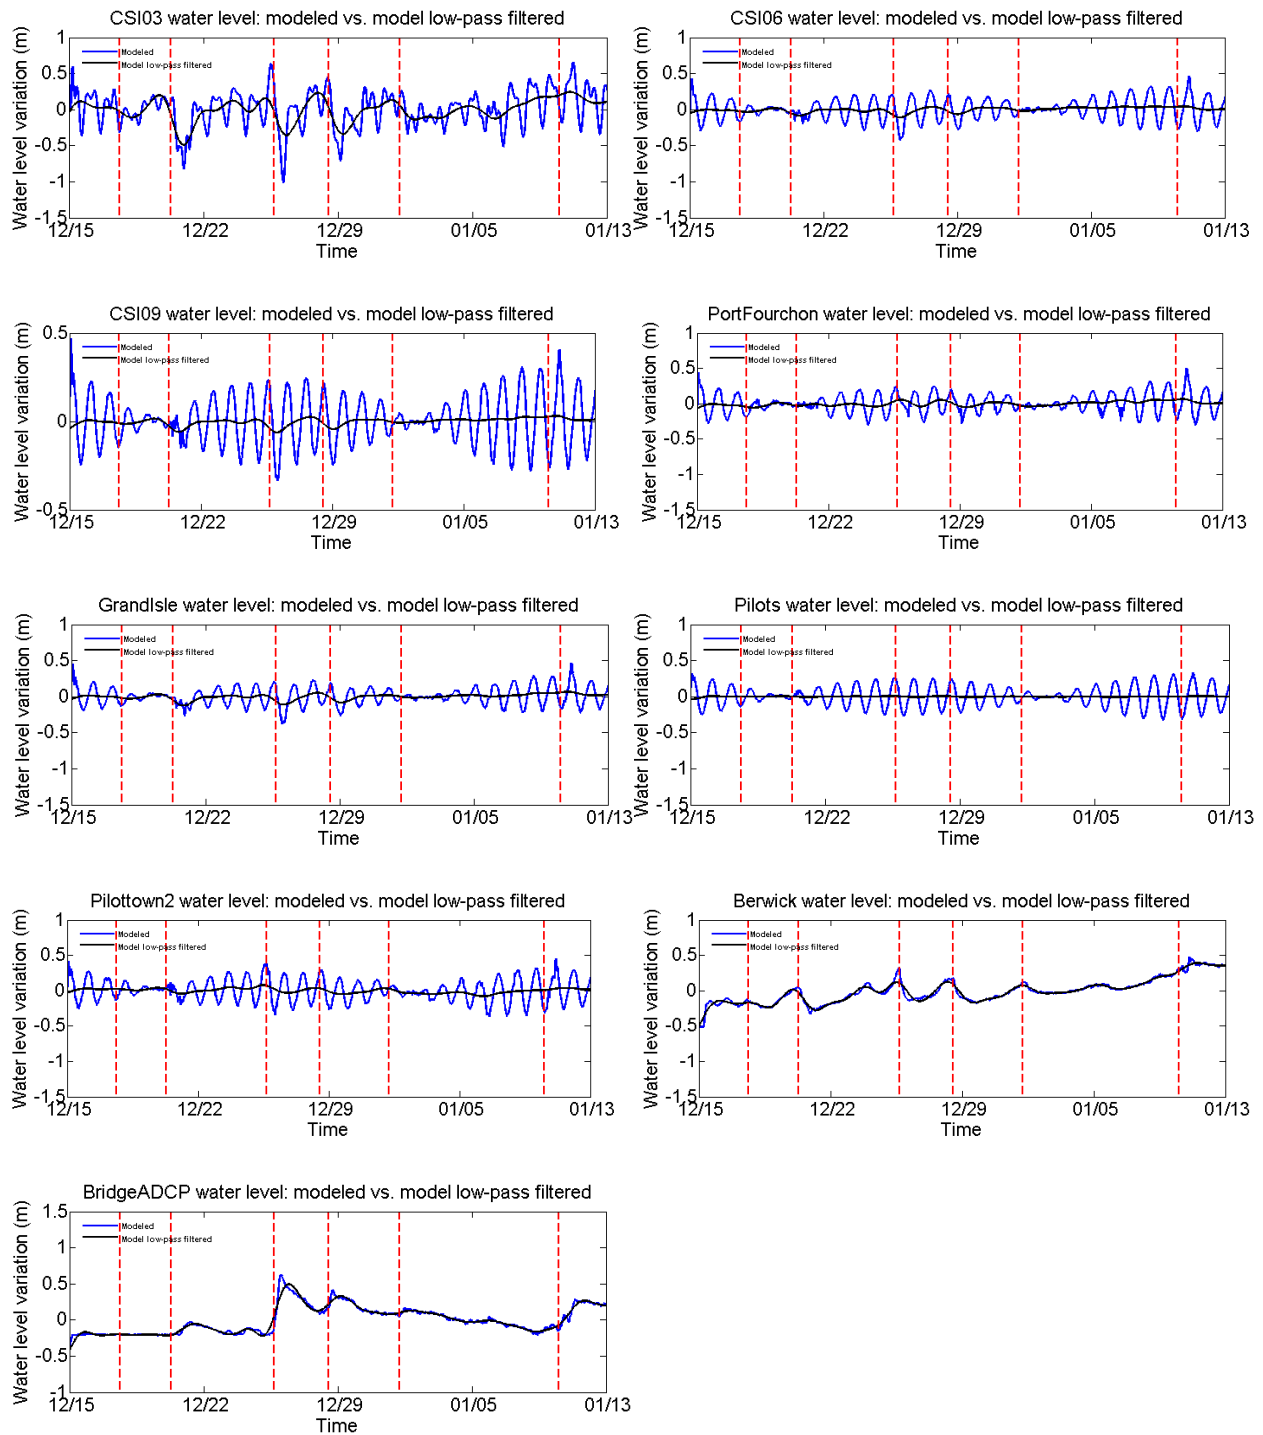 CSI03 water level: modeled vs. model low-pass filtered
Water level variation (m)
1
0.5
0
-0.5
-1
-1.5
Modeled
Model low-pass filtered
12/15 12/22 12/29 01/05 01/13
Time
CSI06 water level: modeled vs. model low-pass filtered
Water level variation (m)
1
0.5
0
-0.5
-1
-1.5
Modeled
Model low-pass filtered
12/15 12/22 12/29 01/05 01/13
Time
CSI09 water level: modeled vs. model low-pass filtered
Water level variation (m)
0.5
0
-0.5
Modeled
Model low-pass filtered
12/15 12/22 12/29 01/05 01/13
Time
PortFourchon water level: modeled vs. model low-pass filtered
Water level variation (m)
1
0.5
0
-0.5
-1
-1.5
Modeled
Model low-pass filtered
12/15 12/22 12/29 01/05 01/13
Time
GrandIsle water level: modeled vs. model low-pass filtered
Water level variation (m)
1
0.5
0
-0.5
-1
-1.5
Modeled
Model low-pass filtered
12/15 12/22 12/29 01/05 01/13
Time
Pilots water level: modeled vs. model low-pass filtered
Water level variation (m)
1
0.5
0
-0.5
-1
-1.5
Modeled
Model low-pass filtered
12/15 12/22 12/29 01/05 01/13
Time
Pilottown2 water level: modeled vs. model low-pass filtered
Water level variation (m)
1
0.5
0
-0.5
-1
-1.5
Modeled
Model low-pass filtered
12/15 12/22 12/29 01/05 01/13
Time
Berwick water level: modeled vs. model low-pass filtered
Water level variation (m)
1
0.5
0
-0.5
-1
-1.5
Modeled
Model low-pass filtered
12/15 12/22 12/29 01/05 01/13
Time
BridgeADCP water level: modeled vs. model low-pass filtered
Water level variation (m)
1.5
1
0.5
0
-0.5
-1
Modeled
Model low-pass filtered
12/15 12/22 12/29 01/05 01/13
Time